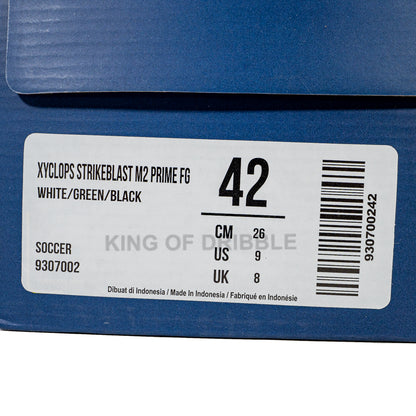 XYCLOPS STRIKEBLAST M2 PRIME FG
WHITE/GREEN/BLACK
SOCCER
9307002
42
CM 26
US 9
UK 8
KING OF DRIBBLE
Dibuat di Indonesia / Made in Indonesia / Fabriqué en Indonésie
930700242